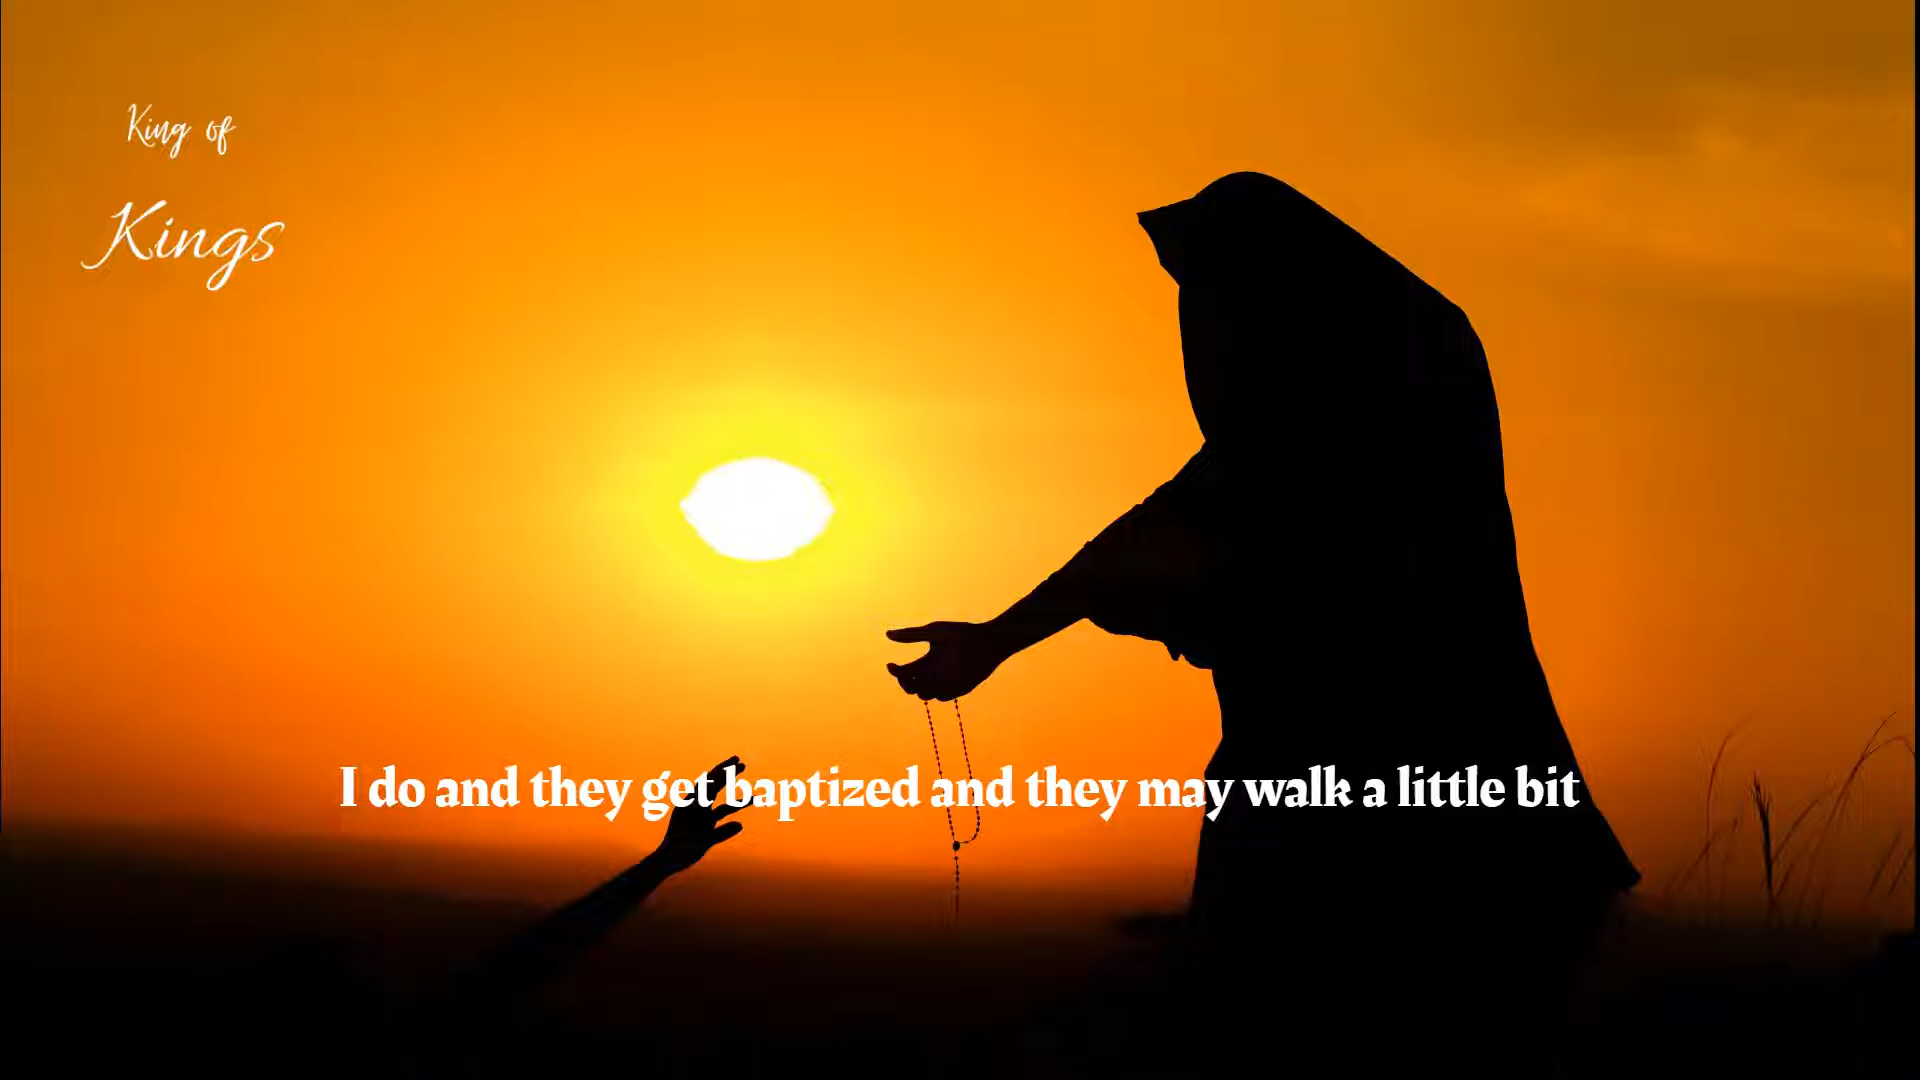 King of
Kings
I do and they get baptized and they may walk a little bit